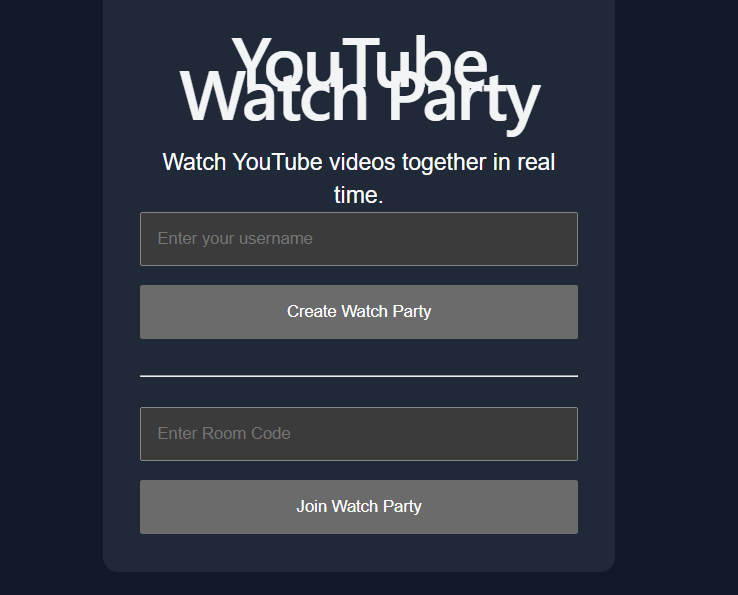 YouTube
Watch Party
Watch YouTube videos together in real
time.
Enter your username
Create Watch Party
Enter Room Code
Join Watch Party